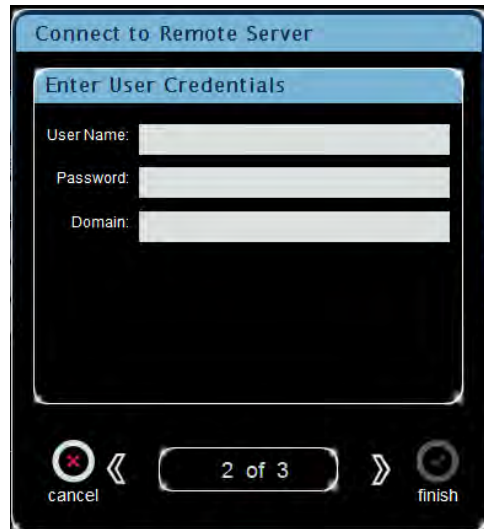 Connect to Remote Server
Enter User Credentials
User Name:
Password:
Domain:
2 of 3
cancel
finish